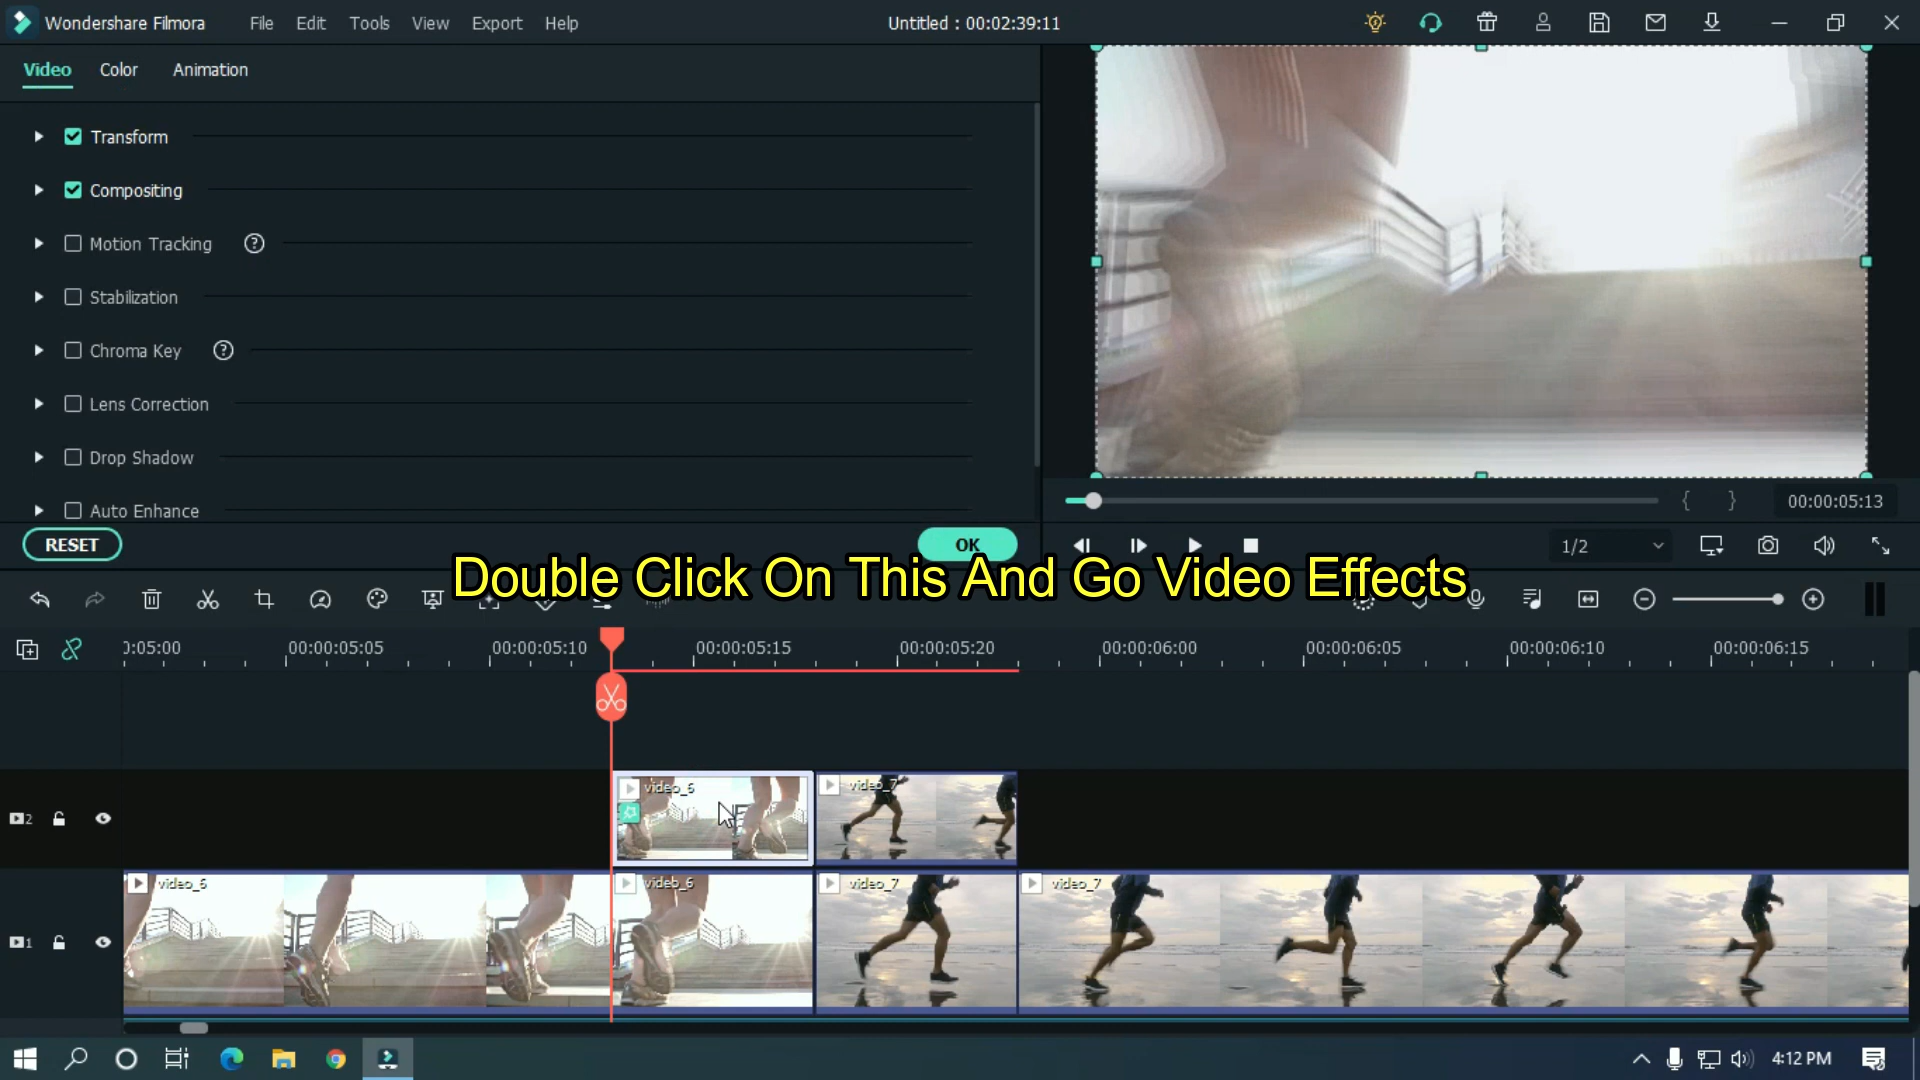 Wondershare Filmora File Edit Tools View Export Help Untitled : 00:02:39:11
Video Color Animation
Transform
Compositing
Motion Tracking ?
Stabilization
Chroma Key ?
Lens Correction
Drop Shadow
Auto Enhance
{ } 00:00:05:13
RESET OK 1/2
Double Click On This And Go Video Effects
0:05:00 00:00:05:05 00:00:05:10 00:00:05:15 00:00:05:20 00:00:06:00 00:00:06:05 00:00:06:10 00:00:06:15
video_6 video_7
2
video_6 video_6 video_7 video_7
1
4:12 PM